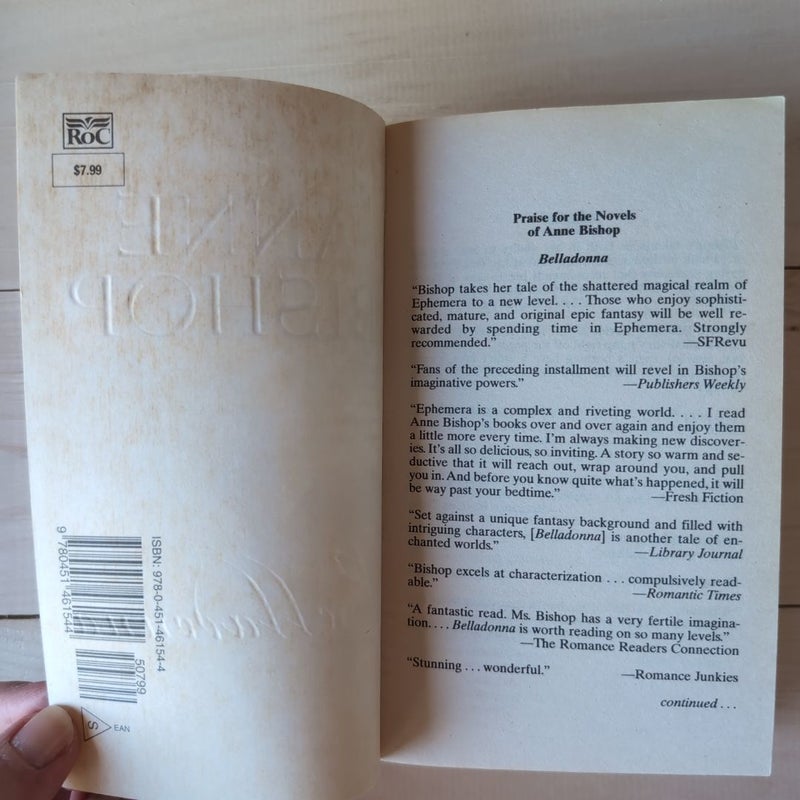 ROC
$7.99
ANNE
BISHOP
9 780451 461544
ISBN: 978-0-451-46154-4
50799
S
EAN
Praise for the Novels
of Anne Bishop
Belladonna
“Bishop takes her tale of the shattered magical realm of
Ephemera to a new level. . . . Those who enjoy sophisti-
cated, mature, and original epic fantasy will be well re-
warded by spending time in Ephemera. Strongly
recommended.” —SFRevu
“Fans of the preceding installment will revel in Bishop’s
imaginative powers.” —Publishers Weekly
“Ephemera is a complex and riveting world. . . . I read
Anne Bishop’s books over and over again and enjoy them
a little more every time. I’m always making new discover-
ies. It’s all so delicious, so inviting. A story so warm and se-
ductive that it will reach out, wrap around you, and pull
you in. And before you know quite what’s happened, it will
be way past your bedtime.” —Fresh Fiction
“Set against a unique fantasy background and filled with
intriguing characters, [Belladonna] is another tale of en-
chanted worlds.” —Library Journal
“Bishop excels at characterization . . . compulsively read-
able.” —Romantic Times
“A fantastic read. Ms. Bishop has a very fertile imagina-
tion. . . . Belladonna is worth reading on so many levels.”
—The Romance Readers Connection
“Stunning . . . wonderful.” —Romance Junkies
continued . . .